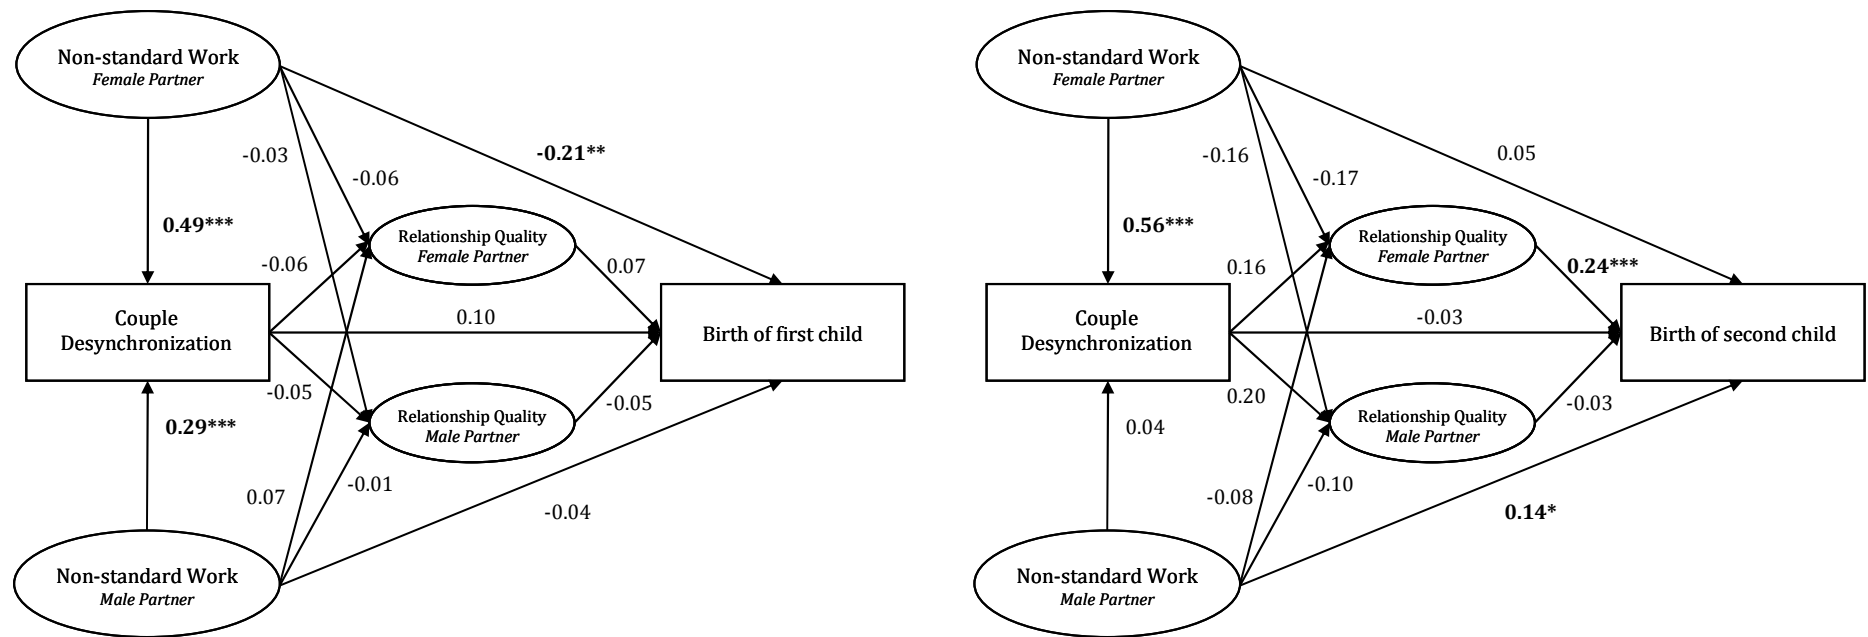 Non-standard Work
Female Partner
-0.03
-0.06
-0.21**
0.49***
Relationship Quality
Female Partner
-0.06
0.07
Couple
Desynchronization
0.10
Birth of first child
-0.05
Relationship Quality
Male Partner
-0.05
0.29***
0.07
-0.01
-0.04
Non-standard Work
Male Partner
Non-standard Work
Female Partner
-0.16
-0.17
0.05
0.56***
Relationship Quality
Female Partner
0.16
0.24***
Couple
Desynchronization
-0.03
Birth of second child
0.20
Relationship Quality
Male Partner
-0.03
0.04
-0.08
-0.10
0.14*
Non-standard Work
Male Partner